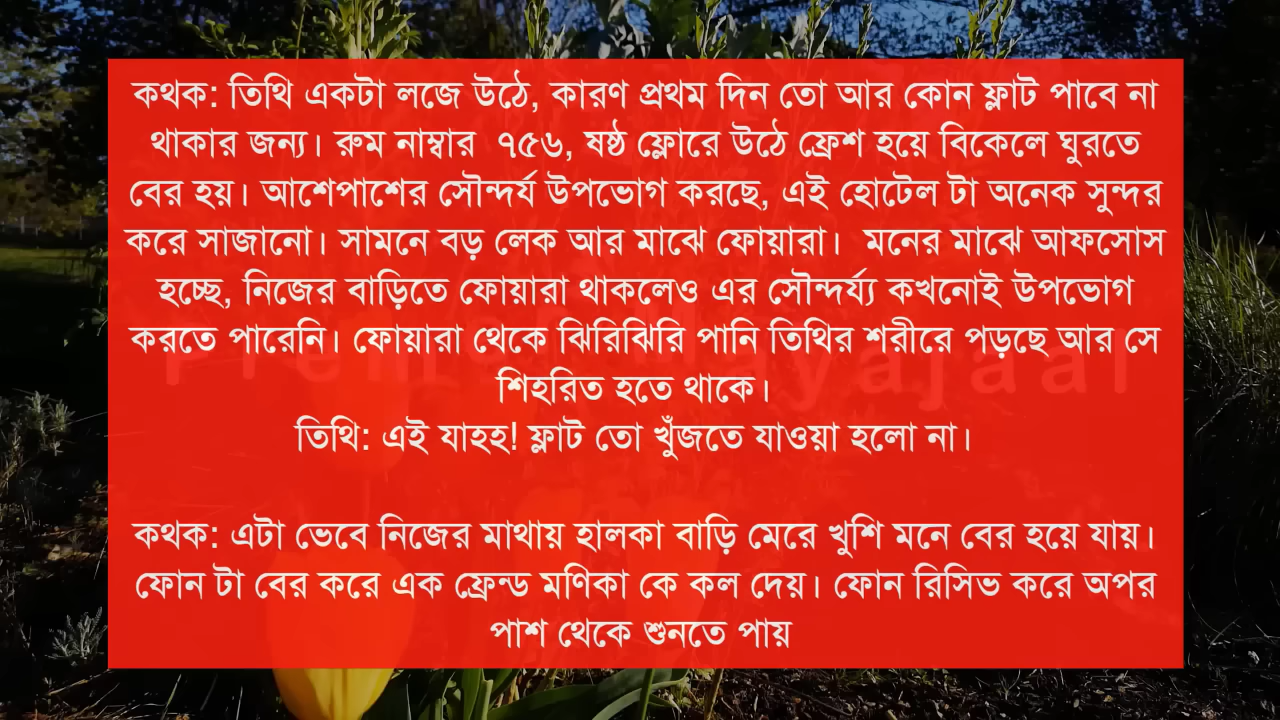 কথক: তিথি একটা লজে উঠে, কারণ প্রথম দিন তো আর কোন ফ্লাট পাবে না
থাকার জন্য। রুম নাম্বার ৭৫৬, ষষ্ঠ ফ্লোরে উঠে ফ্রেশ হয়ে বিকেলে ঘুরতে
বের হয়। আশেপাশের সৌন্দর্য উপভোগ করছে, এই হোটেল টা অনেক সুন্দর
করে সাজানো। সামনে বড় লেক আর মাঝে ফোয়ারা। মনের মাঝে আফসোস
হচ্ছে, নিজের বাড়িতে ফোয়ারা থাকলেও এর সৌন্দর্য্য কখনোই উপভোগ
করতে পারেনি। ফোয়ারা থেকে ঝিরিঝিরি পানি তিথির শরীরে পড়ছে আর সে
শিহরিত হতে থাকে।
তিথি: এই যাহহ! ফ্লাট তো খুঁজতে যাওয়া হলো না।
কথক: এটা ভেবে নিজের মাথায় হালকা বাড়ি মেরে খুশি মনে বের হয়ে যায়।
ফোন টা বের করে এক ফ্রেন্ড মণিকা কে কল দেয়। ফোন রিসিভ করে অপর
পাশ থেকে শুনতে পায়